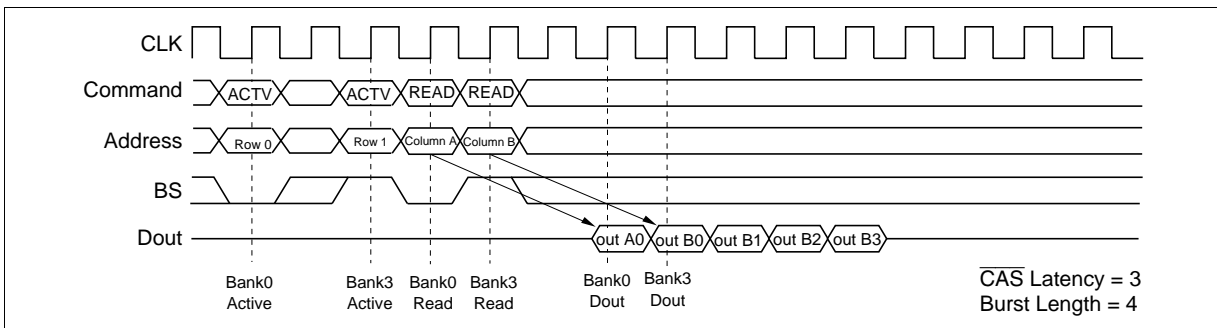 CLK
Command ACTV ACTV READ READ
Address Row 0 Row 1 Column A Column B
BS
Dout out A0 out B0 out B1 out B2 out B3
Bank0 Bank3 Bank0 Bank3 Bank0 Bank3
Active Active Read Read Dout Dout
CAS Latency = 3
Burst Length = 4